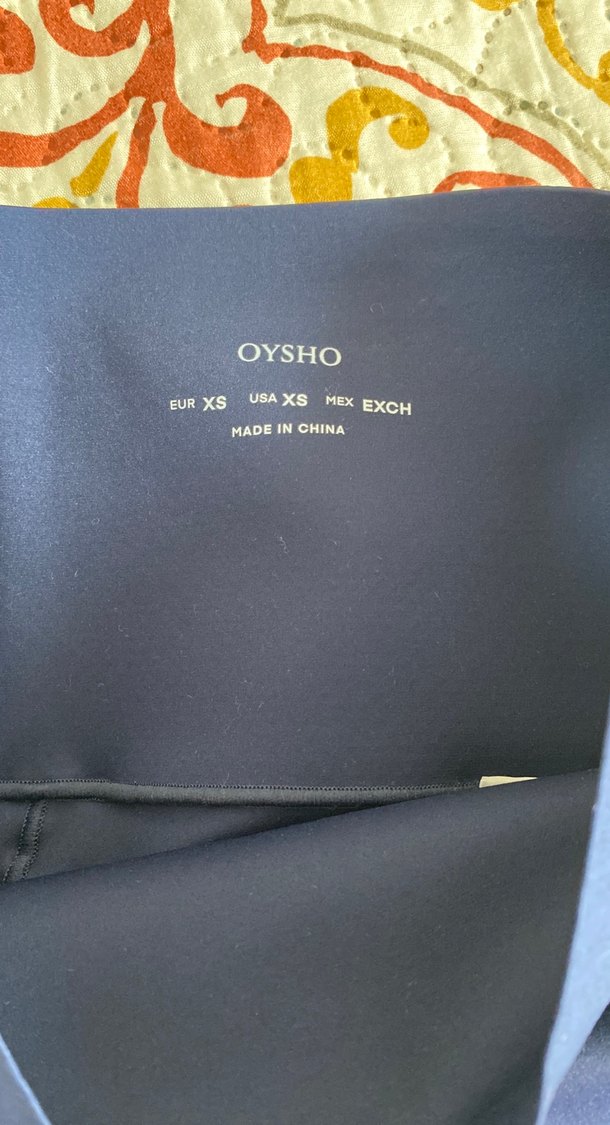 OYSHO
EUR XS USA XS MEX EXCH
MADE IN CHINA